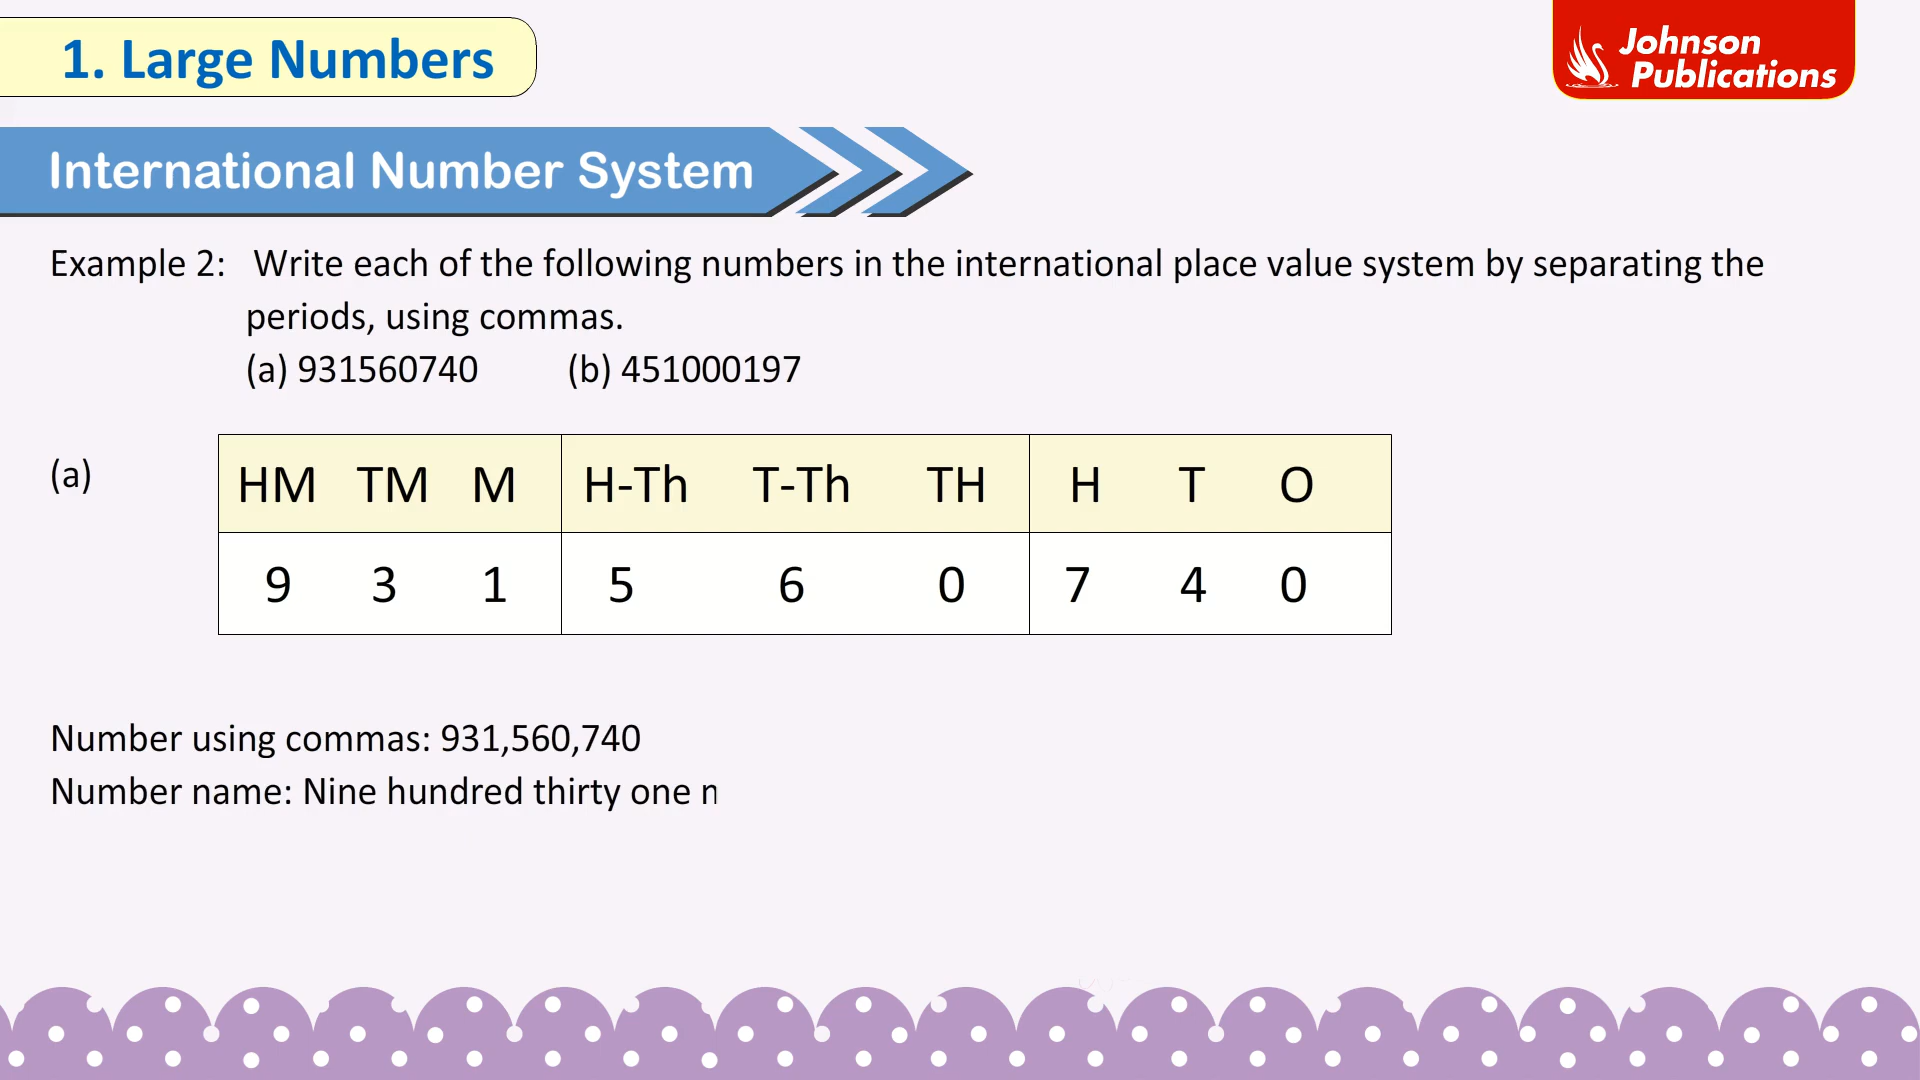 1. Large Numbers
Johnson
Publications
International Number System
Example 2: Write each of the following numbers in the international place value system by separating the
periods, using commas.
(a) 931560740 (b) 451000197
(a)
HM TM M H-Th T-Th TH H T O
9 3 1 5 6 0 7 4 0
Number using commas: 931,560,740
Number name: Nine hundred thirty one